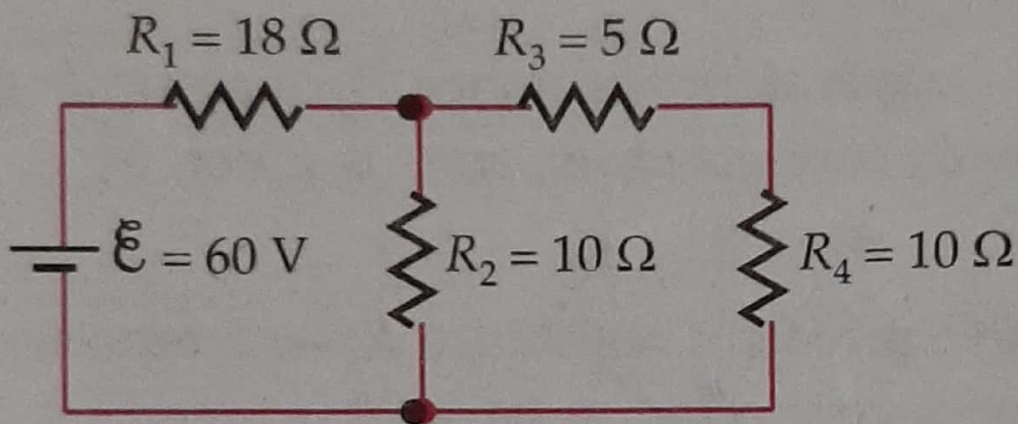 R₁ = 18 Ω R₃ = 5 Ω
ℰ = 60 V R₂ = 10 Ω R₄ = 10 Ω